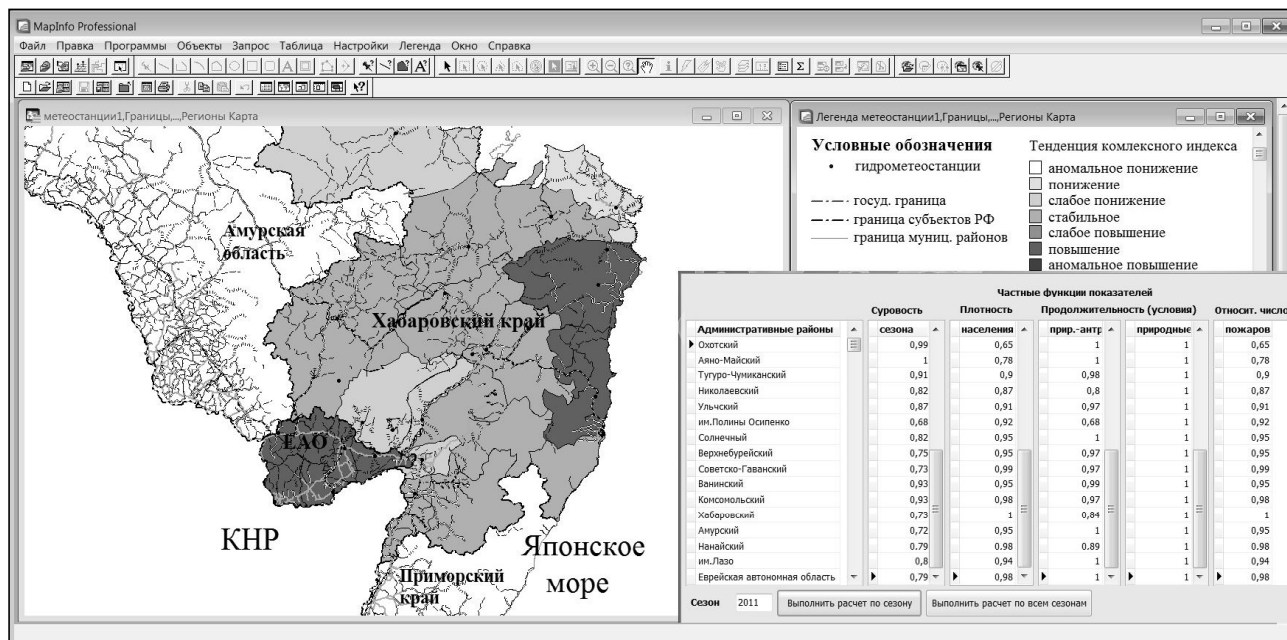 MapInfo Professional
Файл Правка Программы Объекты Запрос Таблица Настройки Легенда Окно Справка
метеостанции1,Границы,...,Регионы Карта
Амурская
область
Хабаровский край
ЕАО
КНР
Японское
море
Приморский
край
Легенда метеостанции1,Границы,...,Регионы Карта
Условные обозначения
гидрометеостанции
госуд. граница
граница субъектов РФ
граница муниц. районов
Тенденция комлексного индекса
аномальное понижение
понижение
слабое понижение
стабильное
слабое повышение
повышение
аномальное повышение
Частные функции показателей
Суровость Плотность Продолжительность (условия) Относит. число
Административные районы сезона населения прир.-антр природные пожаров
Охотский 0,99 0,65 1 1 0,65
Аяно-Майский 1 0,78 1 1 0,78
Тугуро-Чумиканский 0,91 0,9 0,98 1 0,9
Николаевский 0,82 0,87 0,8 1 0,87
Ульчский 0,87 0,91 0,97 1 0,91
им.Полины Осипенко 0,68 0,92 0,68 1 0,92
Солнечный 0,82 0,95 1 1 0,95
Верхнебурейский 0,75 0,95 0,97 1 0,95
Советско-Гаванский 0,73 0,99 0,97 1 0,99
Ванинский 0,93 0,95 0,99 1 0,95
Комсомольский 0,93 0,98 0,97 1 0,98
Хабаровский 0,73 1 0,84 1 1
Амурский 0,72 0,95 1 1 0,95
Нанайский 0.79 0.98 0.89 1 0.98
им.Лазо 0,8 0,94 1 1 0,94
Еврейская автономная область 0,79 0,98 1 1 0,98
Сезон 2011 Выполнить расчет по сезону Выполнить расчет по всем сезонам